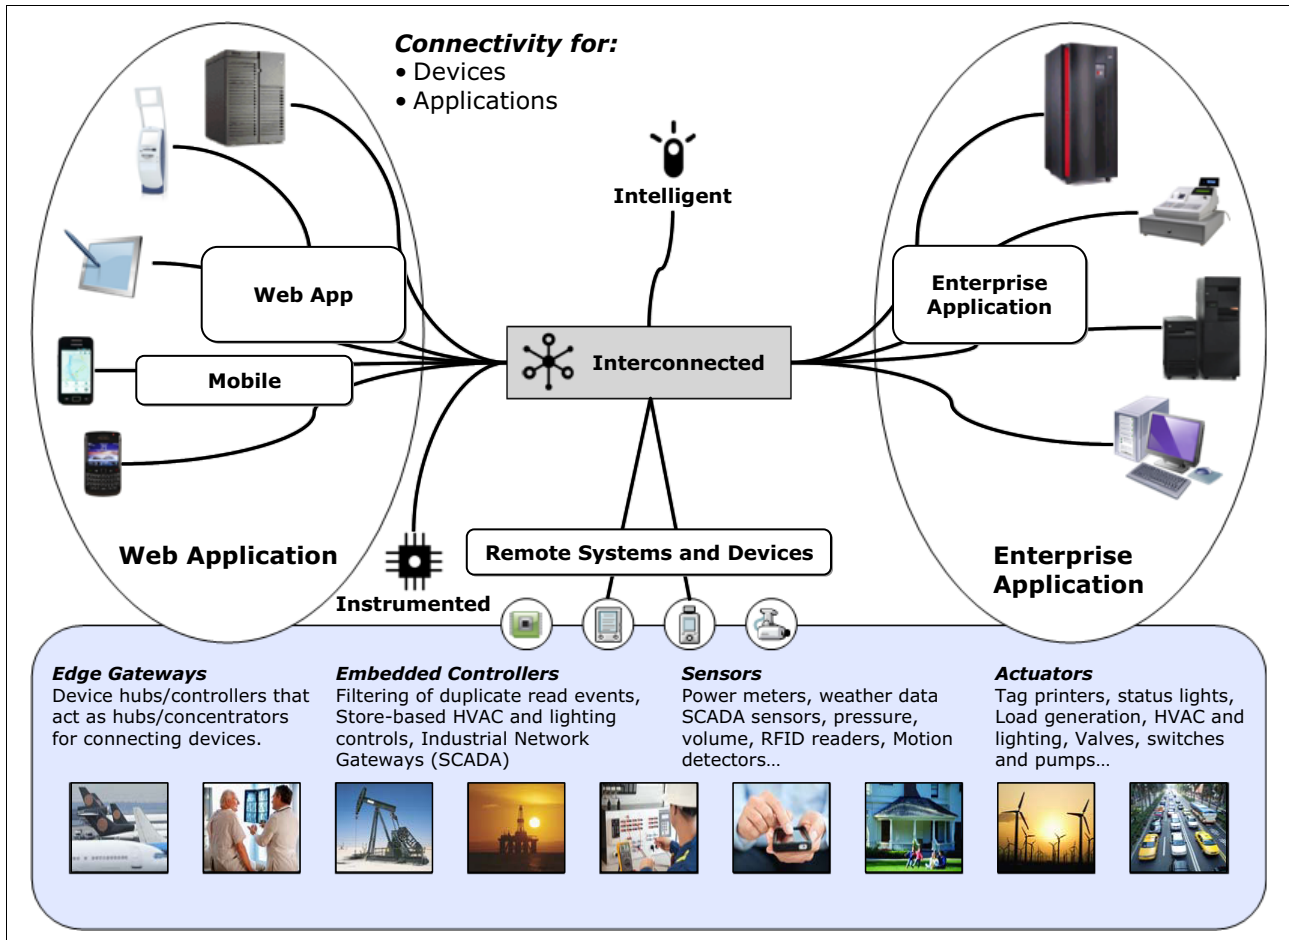 Connectivity for:
• Devices
• Applications
Intelligent
Web App
Enterprise
Application
Interconnected
Mobile
Web Application
Remote Systems and Devices
Enterprise
Application
Instrumented
Edge Gateways
Device hubs/controllers that
act as hubs/concentrators
for connecting devices.
Embedded Controllers
Filtering of duplicate read events,
Store-based HVAC and lighting
controls, Industrial Network
Gateways (SCADA)
Sensors
Power meters, weather data
SCADA sensors, pressure,
volume, RFID readers, Motion
detectors…
Actuators
Tag printers, status lights,
Load generation, HVAC and
lighting, Valves, switches
and pumps…